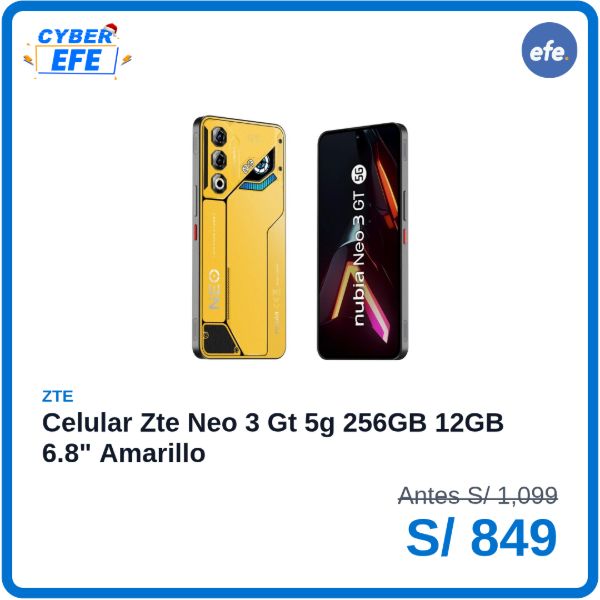 CYBER
EFE
efe.
NEO
nubia Neo 3 GT 5G
ZTE
Celular Zte Neo 3 Gt 5g 256GB 12GB
6.8" Amarillo
Antes S/ 1,099
S/ 849